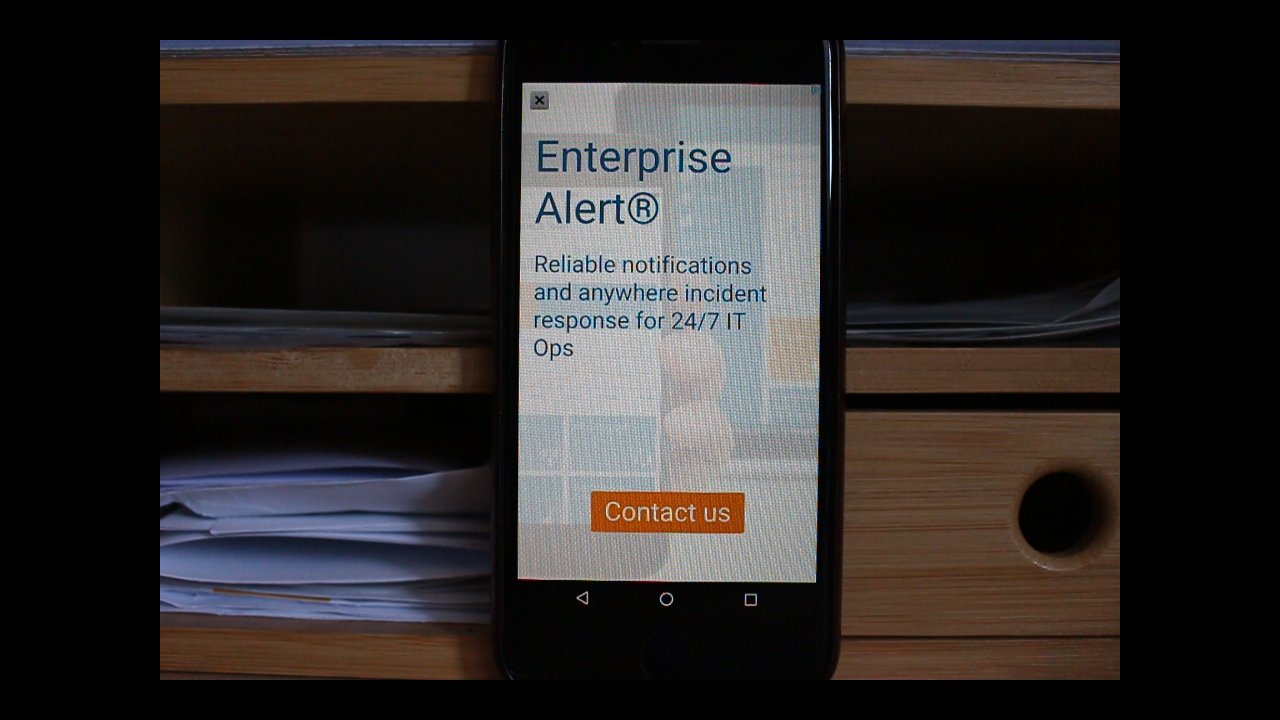 Enterprise
Alert®
Reliable notifications
and anywhere incident
response for 24/7 IT
Ops
Contact us